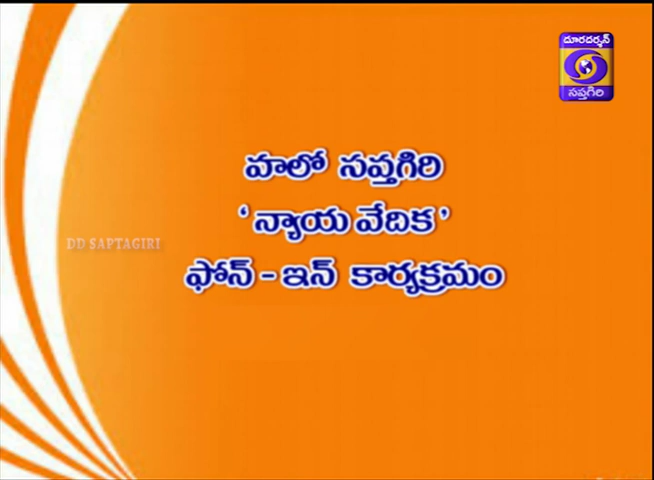 దూరదర్శన్
సప్తగిరి
హలో సప్తగిరి
‘న్యాయ వేదిక’
DD SAPTAGIRI
ఫోన్ - ఇన్ కార్యక్రమం